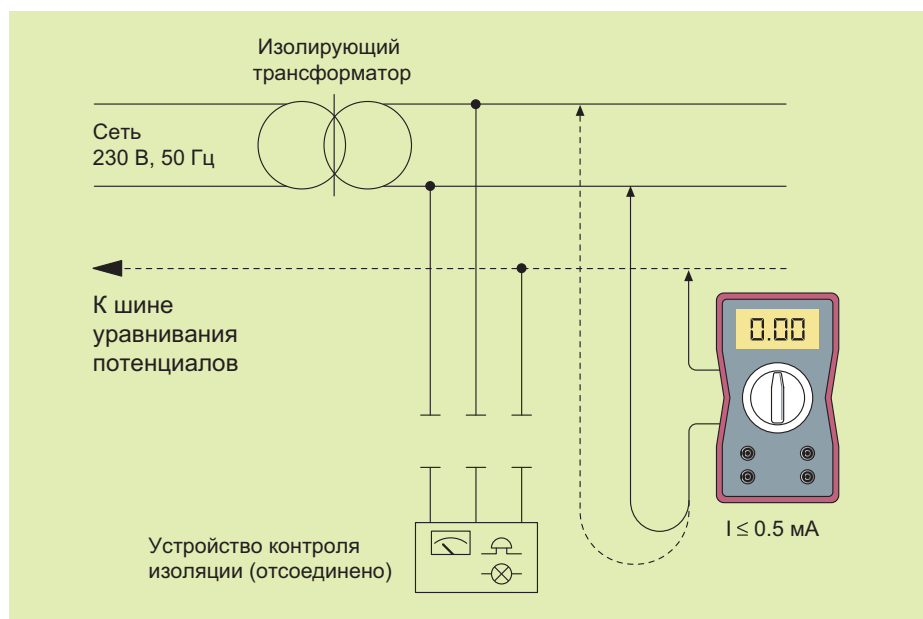 Изолирующий
трансформатор
Сеть
230 В, 50 Гц
К шине
уравнивания
потенциалов
0.00
I ≤ 0.5 мА
Устройство контроля
изоляции (отсоединено)